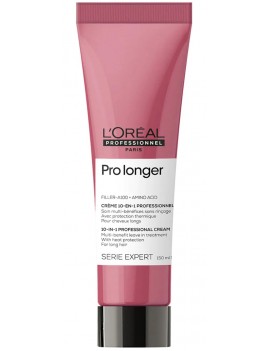 L'ORÉAL
PROFESSIONNEL
PARIS
Pro longer
FILLER-A100 + AMINO ACID
CRÈME 10-EN-1 PROFESSIONNELLE
Soin multi-bénéfices sans rinçage
Avec protection thermique
Pour cheveux longs
10-IN-1 PROFESSIONAL CREAM
Multi benefit leave in treatment
With heat protection
For long hair
SERIE EXPERT
150 ml